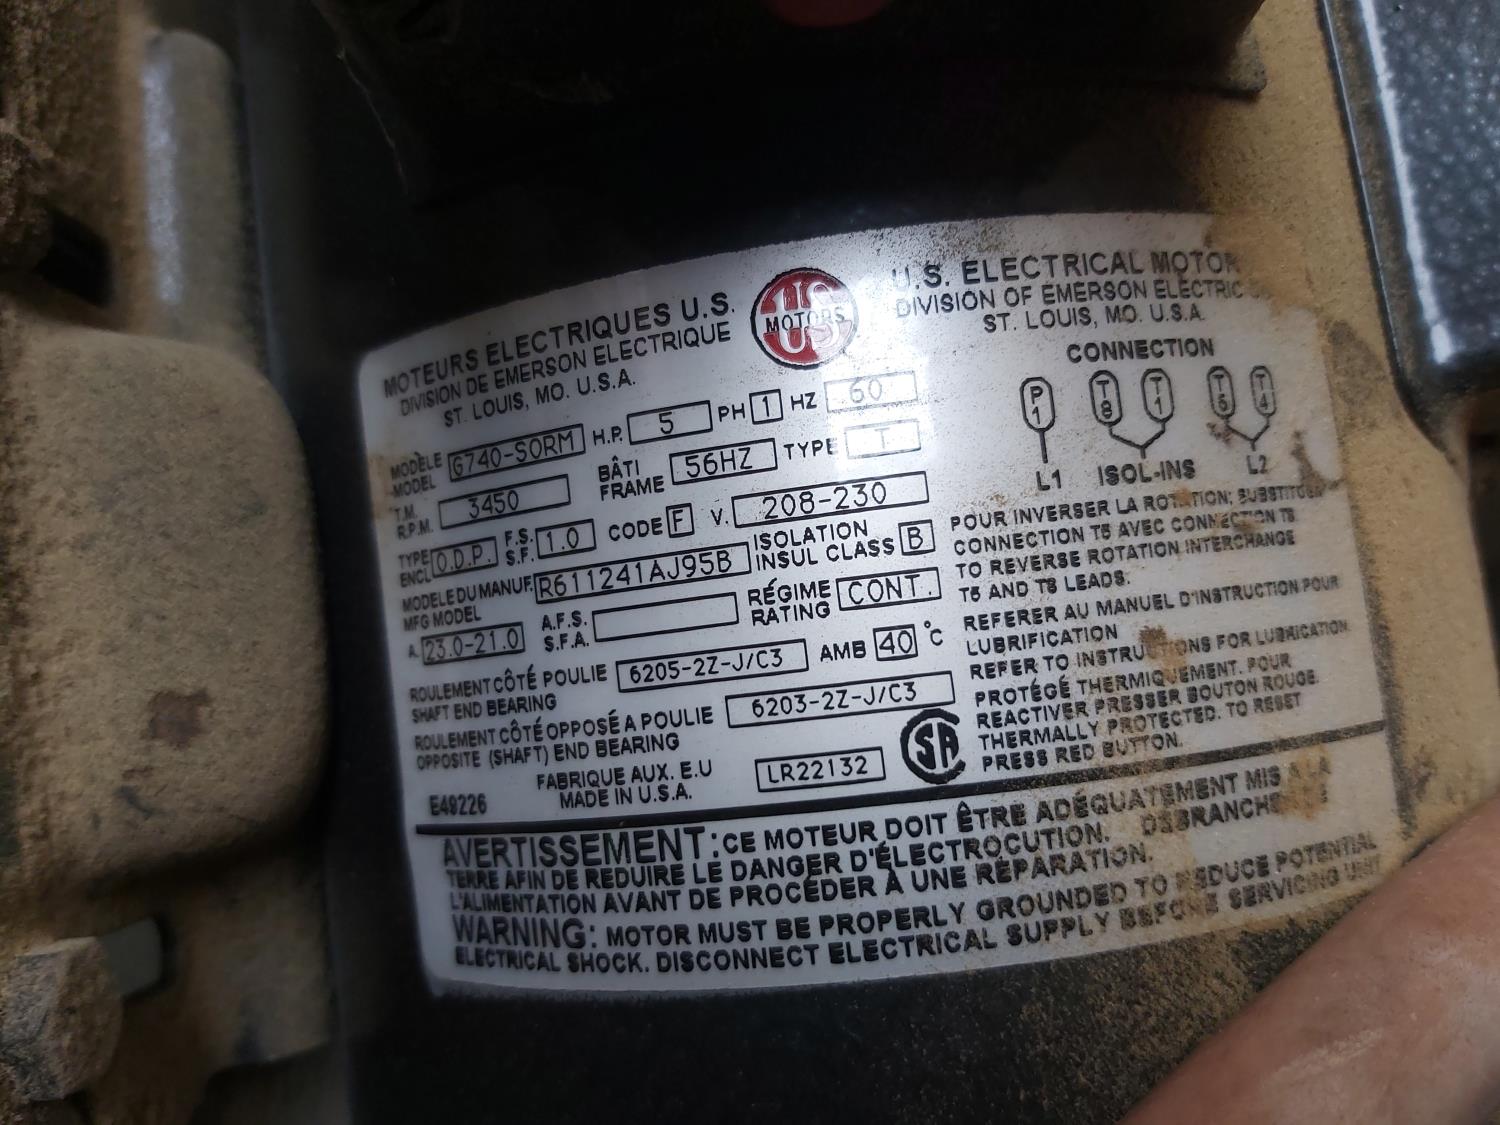 MOTEURS ELECTRIQUES U.S.
DIVISION DE EMERSON ELECTRIQUE
ST. LOUIS, MO. U.S.A.
US
MOTORS
U.S. ELECTRICAL MOTOR
DIVISION OF EMERSON ELECTRIC
ST. LOUIS, MO. U.S.A.
MODÈLE
MODEL G740-SORM H.P. 5 PH 1 HZ 60
T.M.
R.P.M. 3450 BÂTI
FRAME 56HZ TYPE T
TYPE
ENCL O.D.P. F.S.
S.F. 1.0 CODE F V. 208-230
MODELE DU MANUF.
MFG MODEL R611241AJ95B ISOLATION
INSUL CLASS B
A. 23.0-21.0 A.F.S.
S.F.A. RÉGIME
RATING CONT.
ROULEMENT CÔTÉ POULIE
SHAFT END BEARING 6205-2Z-J/C3 AMB 40 °C
ROULEMENT CÔTÉ OPPOSÉ A POULIE
OPPOSITE (SHAFT) END BEARING 6203-2Z-J/C3
E49226 FABRIQUE AUX. E.U
MADE IN U.S.A. LR22132 SA
CONNECTION
P1 T8 T1 T5 T4
L1 ISOL-INS L2
POUR INVERSER LA ROTATION: SUBSTITUER
CONNECTION T5 AVEC CONNECTION T8
TO REVERSE ROTATION INTERCHANGE
T5 AND T8 LEADS.
REFERER AU MANUEL D'INSTRUCTION POUR
LUBRIFICATION
REFER TO INSTRUCTIONS FOR LUBRICATION
PROTÉGÉ THERMIQUEMENT. POUR
REACTIVER PRESSER BOUTON ROUGE.
THERMALLY PROTECTED. TO RESET
PRESS RED BUTTON.
AVERTISSEMENT: CE MOTEUR DOIT ÊTRE ADÉQUATEMENT MIS A LA
TERRE AFIN DE REDUIRE LE DANGER D'ÉLECTROCUTION. DEBRANCHE
L'ALIMENTATION AVANT DE PROCÉDER À UNE RÉPARATION.
WARNING: MOTOR MUST BE PROPERLY GROUNDED TO REDUCE POTENTIAL
ELECTRICAL SHOCK. DISCONNECT ELECTRICAL SUPPLY BEFORE SERVICING UNIT